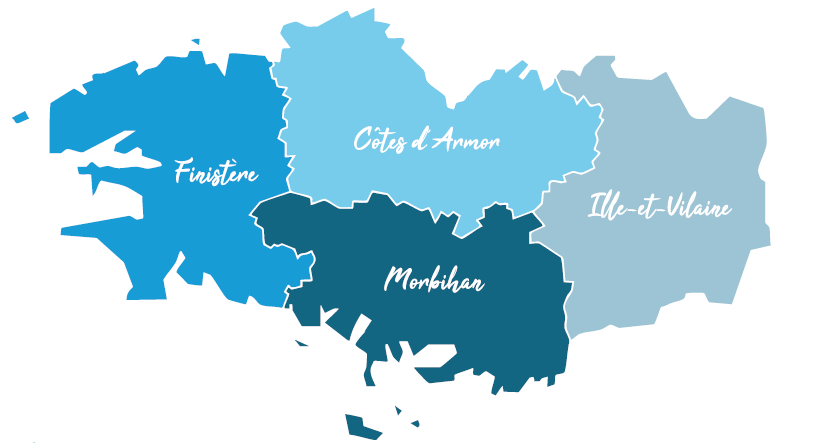 Côtes d'Armor
Finistère
Ille-et-Vilaine
Morbihan